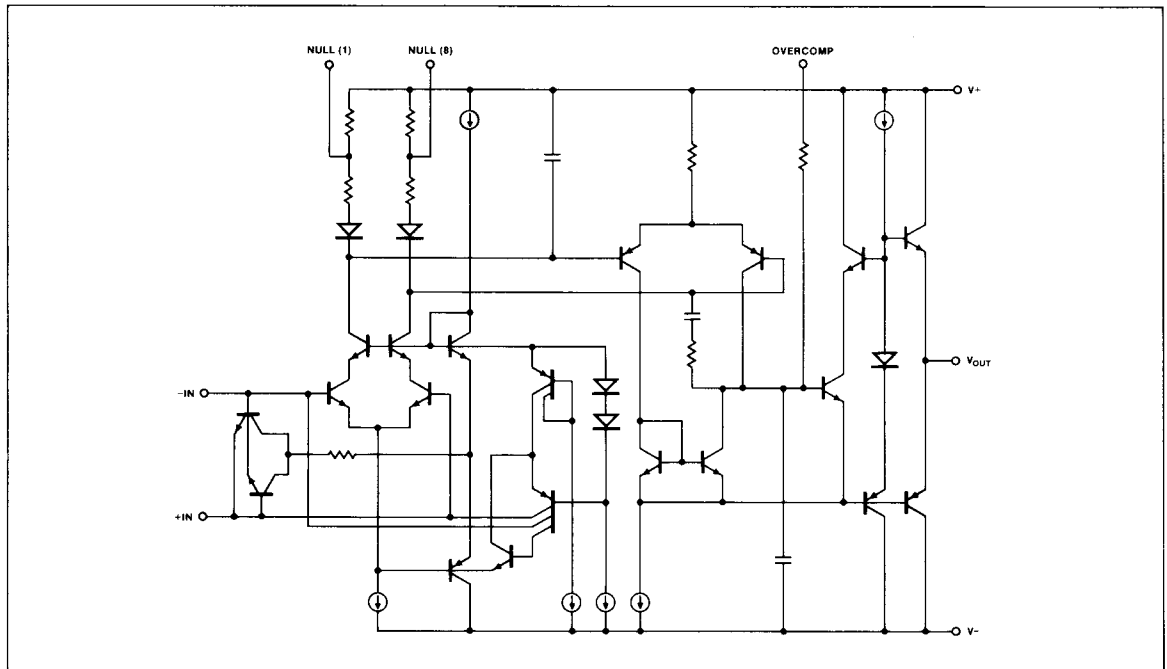 NULL (1)
NULL (8)
OVERCOMP
V+
-IN
VOUT
+IN
V-